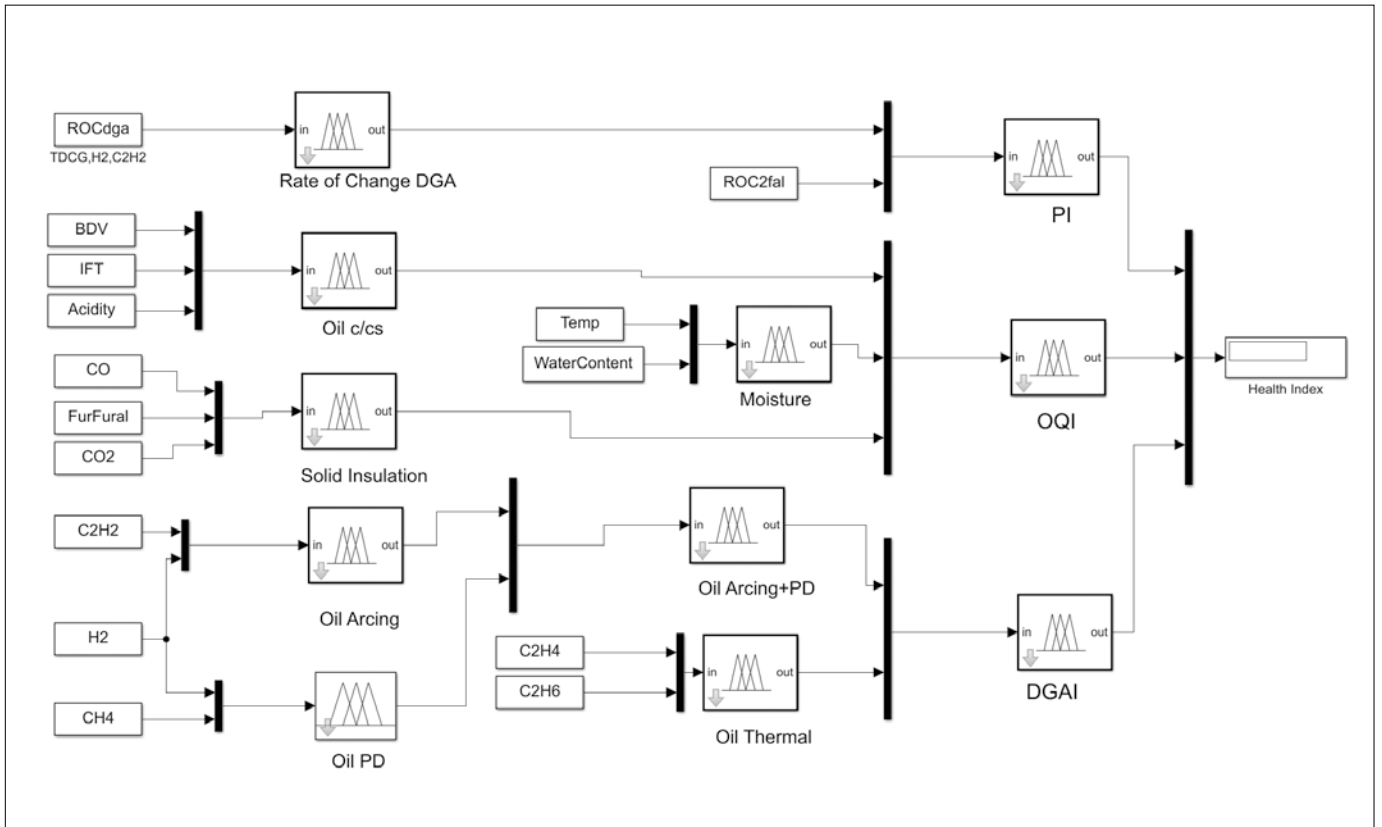 ROCdga
TDCG,H2,C2H2
in out
Rate of Change DGA
ROC2fal
in out
PI
BDV
IFT
Acidity
in out
Oil c/cs
Temp
WaterContent
in out
Moisture
in out
OQI
Health Index
CO
FurFural
CO2
in out
Solid Insulation
C2H2
H2
CH4
in out
Oil Arcing
in out
Oil PD
in out
Oil Arcing+PD
C2H4
C2H6
in out
Oil Thermal
in out
DGAI